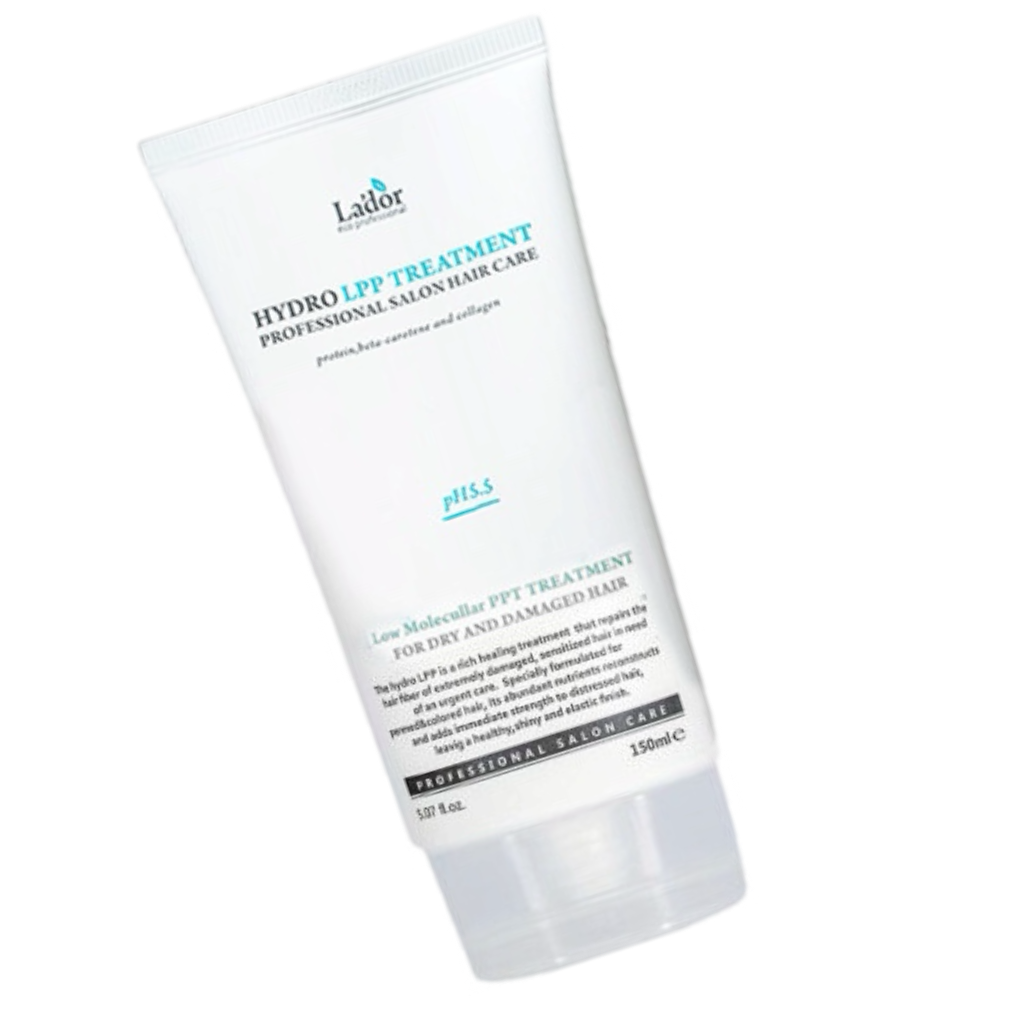 La'dor
eco professional
HYDRO LPP TREATMENT
PROFESSIONAL SALON HAIR CARE
protein,beta-carotene and collagen
pH5.5
Low Molecullar PPT TREATMENT
FOR DRY AND DAMAGED HAIR
The hydro LPP is a rich healing treatment that repairs the
hair fiber of extremely damaged, sensitized hair in need
of an urgent care. Specially formulated for
permed&colored hair, its abundant nutrients reconstructs
and adds immediate strength to distressed hair,
leavig a healthy,shiny and elastic finish.
PROFESSIONAL SALON CARE
5.07 fl.oz.
150ml℮